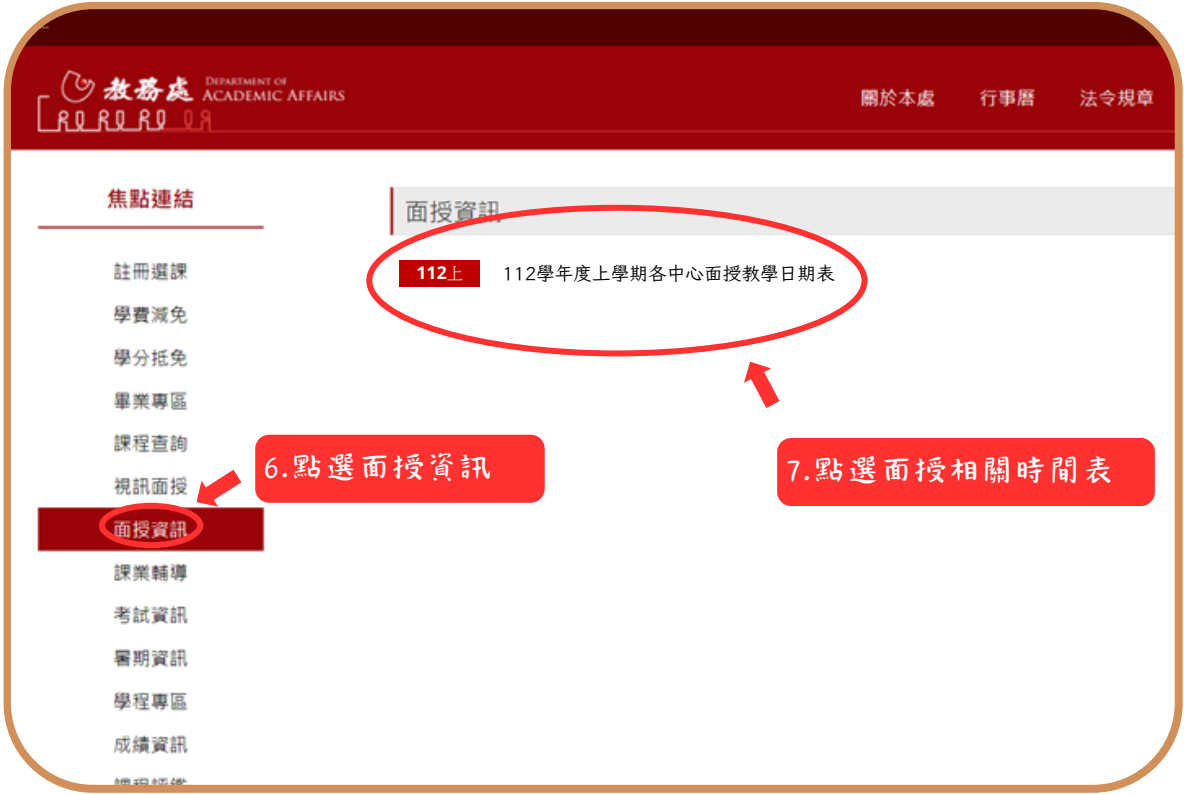 教務處 DEPARTMENT OF
ACADEMIC AFFAIRS
關於本處 行事曆 法令規章
焦點連結
註冊選課
學費減免
學分抵免
畢業專區
課程查詢
視訊面授
面授資訊
課業輔導
考試資訊
暑期資訊
學程專區
成績資訊
課程評鑑
面授資訊
112上 112學年度上學期各中心面授教學日期表
6.點選面授資訊
7.點選面授相關時間表